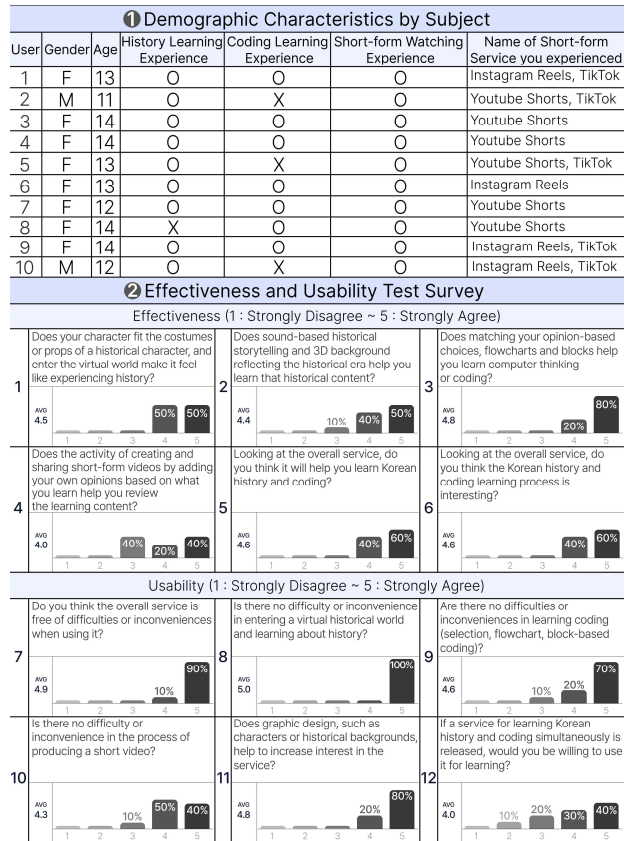 ❶ Demographic Characteristics by Subject
User Gender Age History Learning Experience Coding Learning Experience Short-form Watching Experience Name of Short-form Service you experienced
1 F 13 O O O Instagram Reels, TikTok
2 M 11 O X O Youtube Shorts, TikTok
3 F 14 O O O Youtube Shorts
4 F 14 O O O Youtube Shorts
5 F 13 O X O Youtube Shorts, TikTok
6 F 13 O O O Instagram Reels
7 F 12 O O O Youtube Shorts
8 F 14 X O O Youtube Shorts
9 F 14 O O O Instagram Reels, TikTok
10 M 12 O X O Instagram Reels, TikTok
❷ Effectiveness and Usability Test Survey
Effectiveness (1 : Strongly Disagree ~ 5 : Strongly Agree)
1
Does your character fit the costumes
or props of a historical character, and
enter the virtual world make it feel
like experiencing history?
AVG
4.5
50% 50%
1 2 3 4 5
2
Does sound-based historical
storytelling and 3D background
reflecting the historical era help you
learn that historical content?
AVG
4.4
10% 40% 50%
1 2 3 4 5
3
Does matching your opinion-based
choices, flowcharts and blocks help
you learn computer thinking
or coding?
AVG
4.8
20% 80%
1 2 3 4 5
4
Does the activity of creating and
sharing short-form videos by adding
your own opinions based on what
you learn help you review
the learning content?
AVG
4.0
40% 20% 40%
1 2 3 4 5
5
Looking at the overall service, do
you think it will help you learn Korean
history and coding?
AVG
4.6
40% 60%
1 2 3 4 5
6
Looking at the overall service, do
you think the Korean history and
coding learning process is
interesting?
AVG
4.6
40% 60%
1 2 3 4 5
Usability (1 : Strongly Disagree ~ 5 : Strongly Agree)
7
Do you think the overall service is
free of difficulties or inconveniences
when using it?
AVG
4.9
10% 90%
1 2 3 4 5
8
Is there no difficulty or inconvenience
in entering a virtual historical world
and learning about history?
AVG
5.0
100%
1 2 3 4 5
9
Are there no difficulties or
inconveniences in learning coding
(selection, flowchart, block-based
coding)?
AVG
4.6
10% 20% 70%
1 2 3 4 5
10
Is there no difficulty or
inconvenience in the process of
producing a short video?
AVG
4.3
10% 50% 40%
1 2 3 4 5
11
Does graphic design, such as
characters or historical backgrounds,
help to increase interest in the
service?
AVG
4.8
20% 80%
1 2 3 4 5
12
If a service for learning Korean
history and coding simultaneously is
released, would you be willing to use
it for learning?
AVG
4.0
10% 20% 30% 40%
1 2 3 4 5